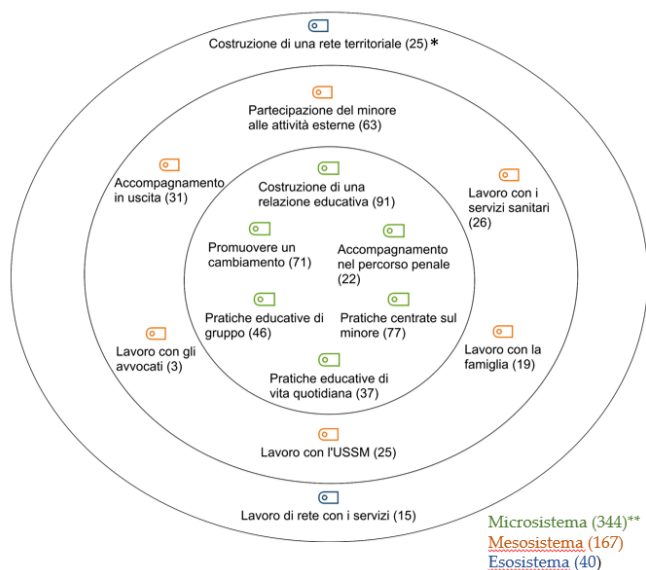 Costruzione di una rete territoriale (25) *
Partecipazione del minore
alle attività esterne (63)
Accompagnamento
in uscita (31)
Costruzione di una
relazione educativa (91)
Lavoro con i
servizi sanitari
(26)
Promuovere un
cambiamento (71)
Accompagnamento
nel percorso penale
(22)
Pratiche educative di
gruppo (46)
Pratiche centrate sul
minore (77)
Lavoro con gli
avvocati (3)
Lavoro con la
famiglia (19)
Pratiche educative di
vita quotidiana (37)
Lavoro con l'USSM (25)
Lavoro di rete con i servizi (15)
Microsistema (344)**
Mesosistema (167)
Esosistema (40)